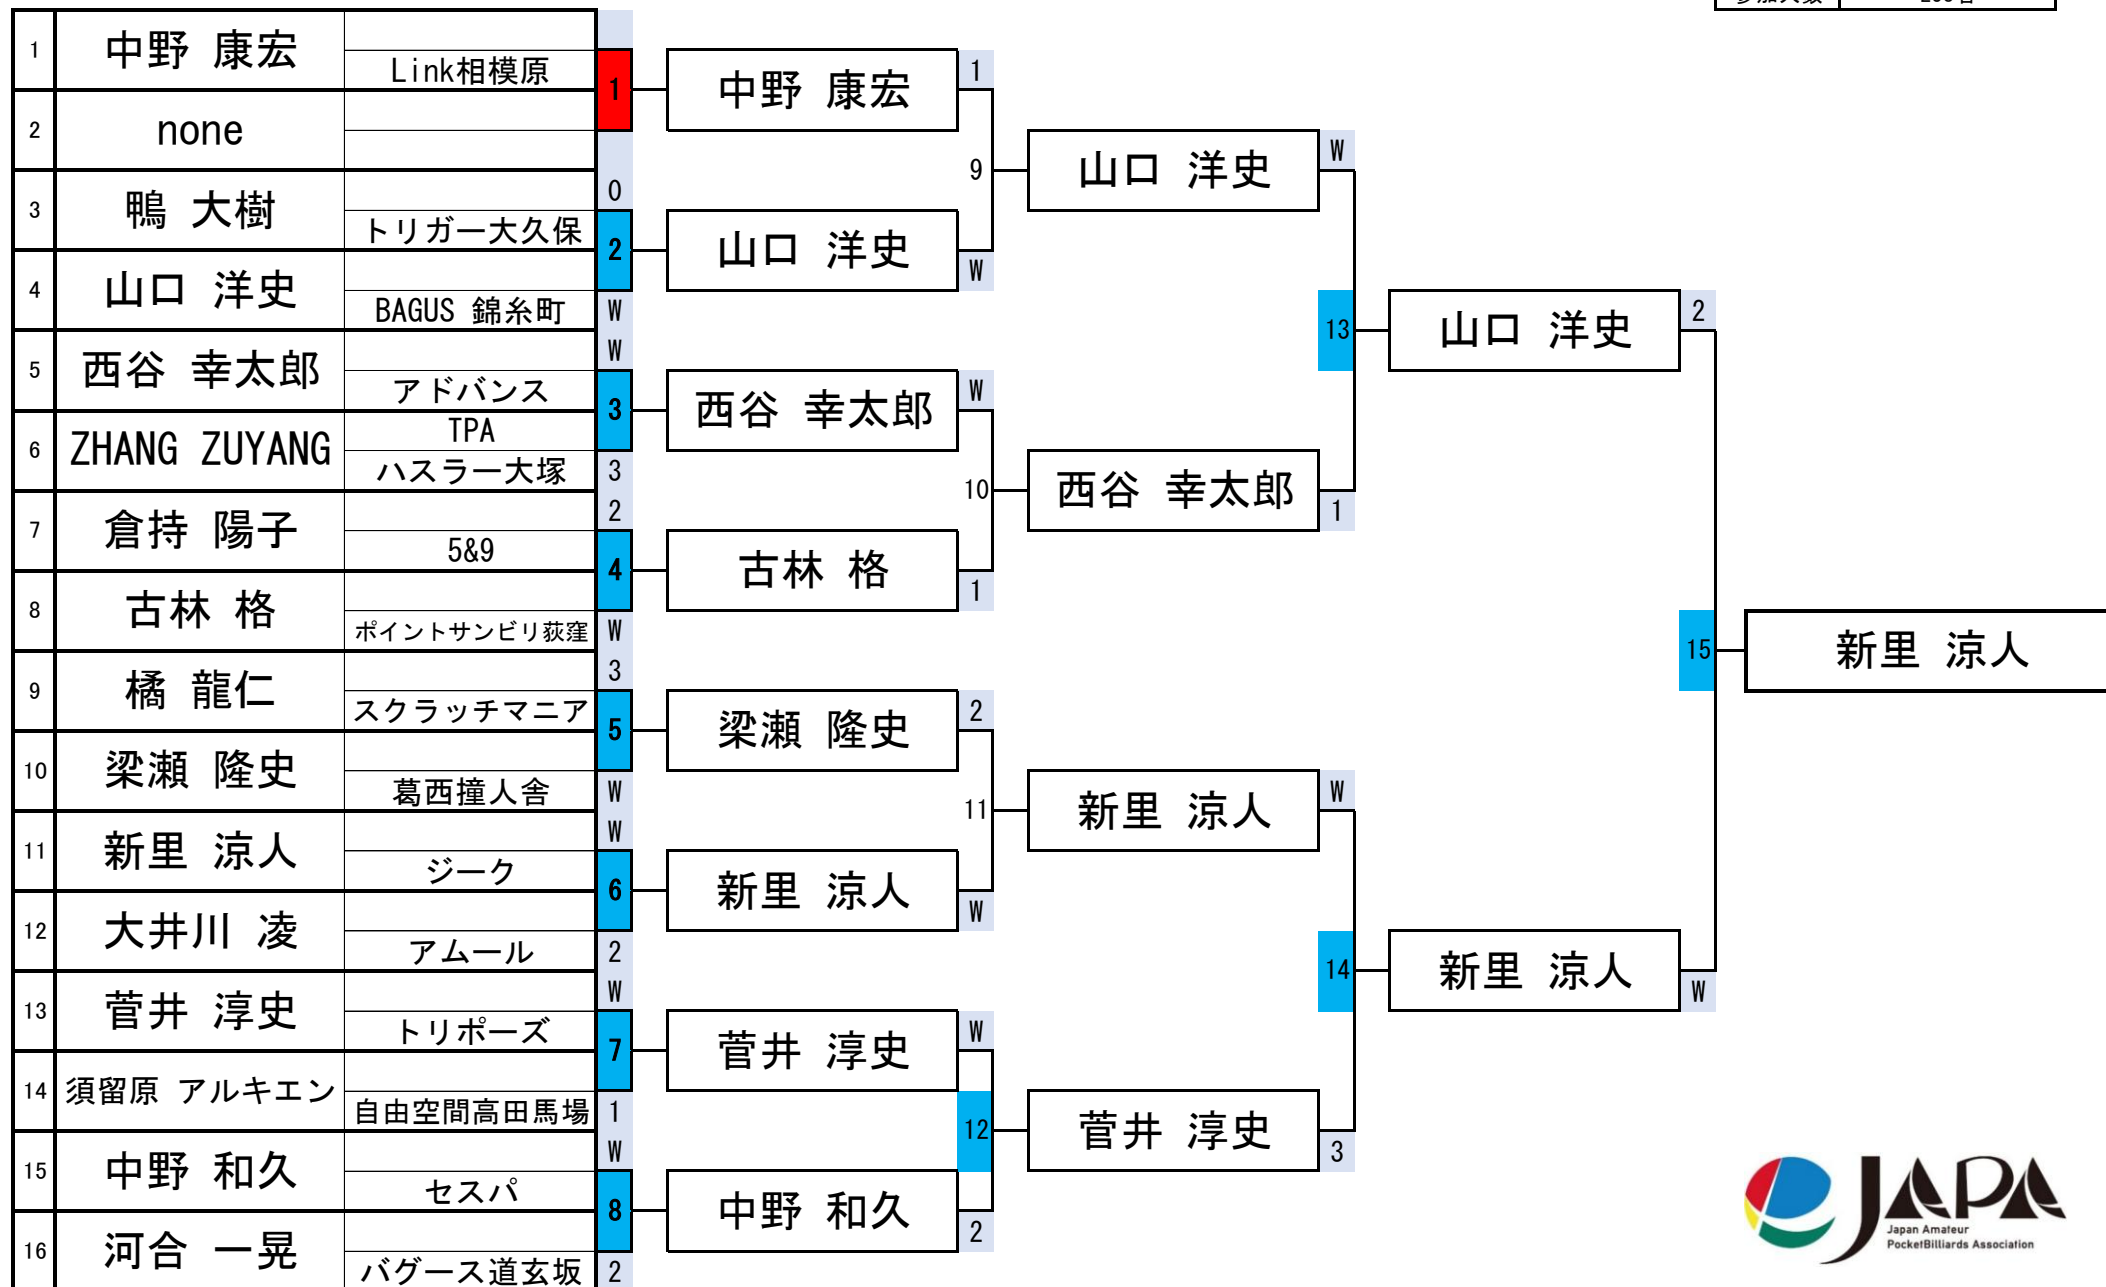 1 中野 康宏 Link相模原
2 none
3 鴨 大樹 トリガー大久保 0
4 山口 洋史 BAGUS 錦糸町 W
5 西谷 幸太郎 アドバンス W
6 ZHANG ZUYANG TPA ハスラー大塚 3
7 倉持 陽子 5&9 2
8 古林 格 ポイントサンビリ荻窪 W
9 橘 龍仁 スクラッチマニア 3
10 梁瀬 隆史 葛西撞人舎 W
11 新里 涼人 ジーク W
12 大井川 凌 アムール 2
13 菅井 淳史 トリポーズ W
14 須留原 アルキエン 自由空間高田馬場 1
15 中野 和久 セスパ W
16 河合 一晃 バグース道玄坂 2
1 中野 康宏 1
2 山口 洋史 W
3 西谷 幸太郎 W
4 古林 格 1
5 梁瀬 隆史 2
6 新里 涼人 W
7 菅井 淳史 W
8 中野 和久 2
9 山口 洋史 W
10 西谷 幸太郎 1
11 新里 涼人 W
12 菅井 淳史 3
13 山口 洋史 2
14 新里 涼人 W
15 新里 涼人
JAPA
Japan Amateur
PocketBilliards Association